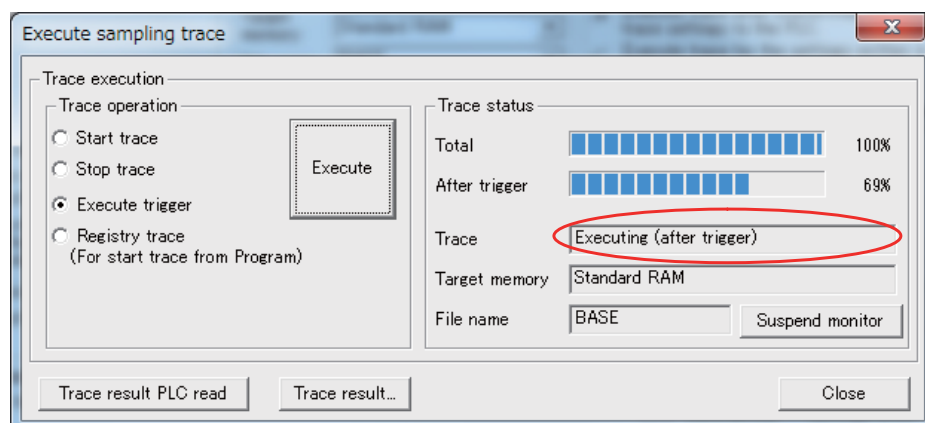 Execute sampling trace
Trace execution
Trace operation
Start trace
Stop trace
Execute trigger
Registry trace
(For start trace from Program)
Execute
Trace status
Total
100%
After trigger
69%
Trace
Executing (after trigger)
Target memory
Standard RAM
File name
BASE
Suspend monitor
Trace result PLC read
Trace result...
Close